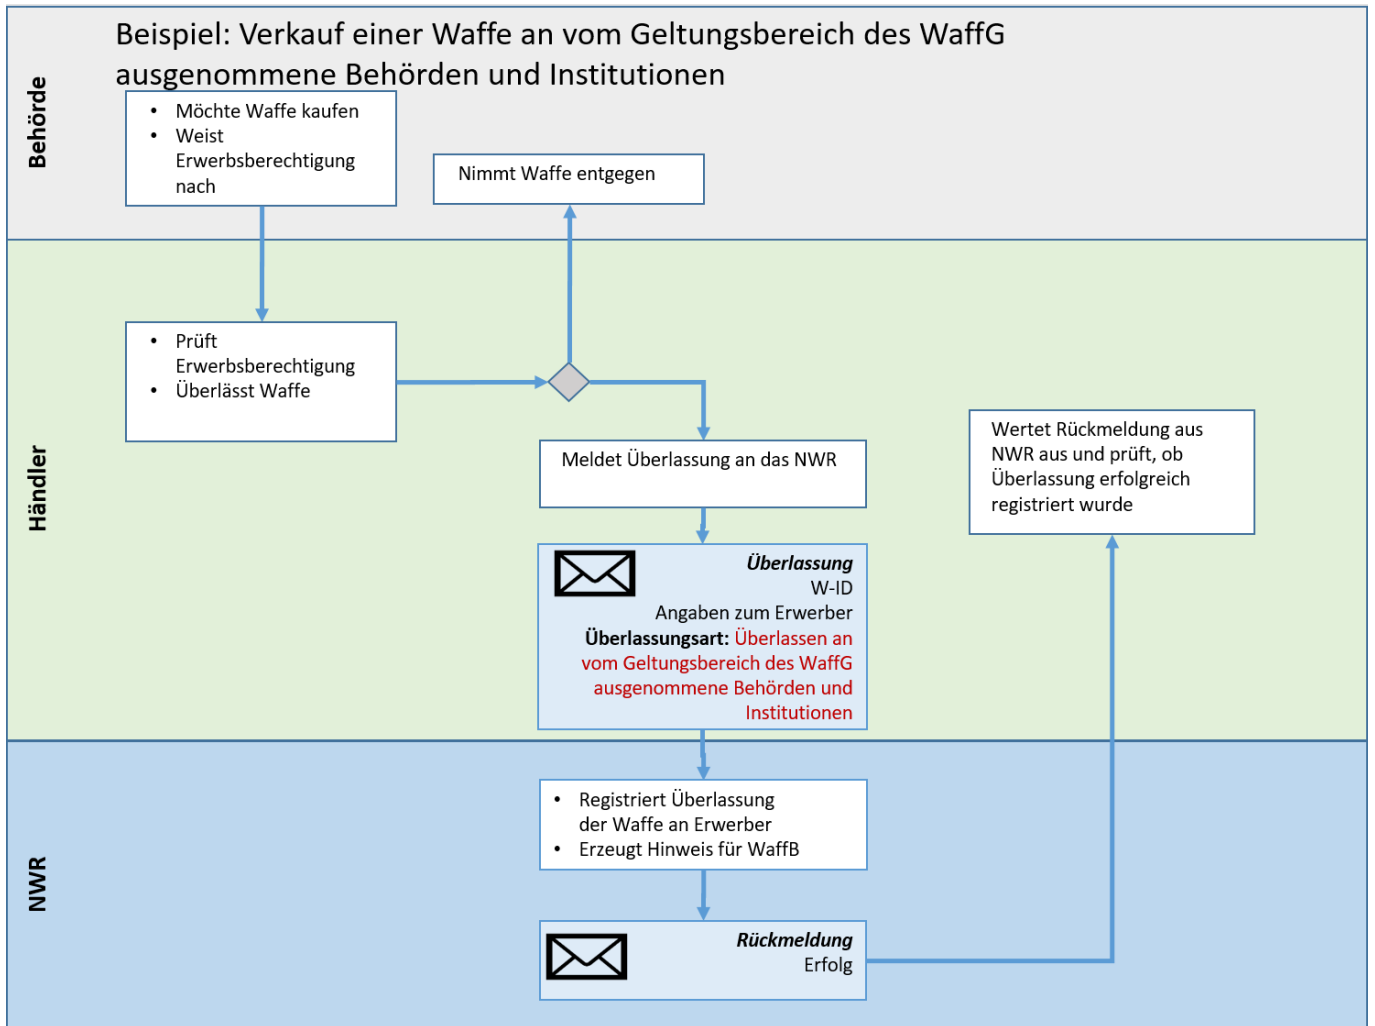 Beispiel: Verkauf einer Waffe an vom Geltungsbereich des WaffG
ausgenommene Behörden und Institutionen
Behörde
• Möchte Waffe kaufen
• Weist
Erwerbsberechtigung
nach
Nimmt Waffe entgegen
Händler
• Prüft
Erwerbsberechtigung
• Überlässt Waffe
Meldet Überlassung an das NWR
Überlassung
W-ID
Angaben zum Erwerber
Überlassungsart: Überlassen an
vom Geltungsbereich des WaffG
ausgenommene Behörden und
Institutionen
Wertet Rückmeldung aus
NWR aus und prüft, ob
Überlassung erfolgreich
registriert wurde
NWR
• Registriert Überlassung
der Waffe an Erwerber
• Erzeugt Hinweis für WaffB
Rückmeldung
Erfolg